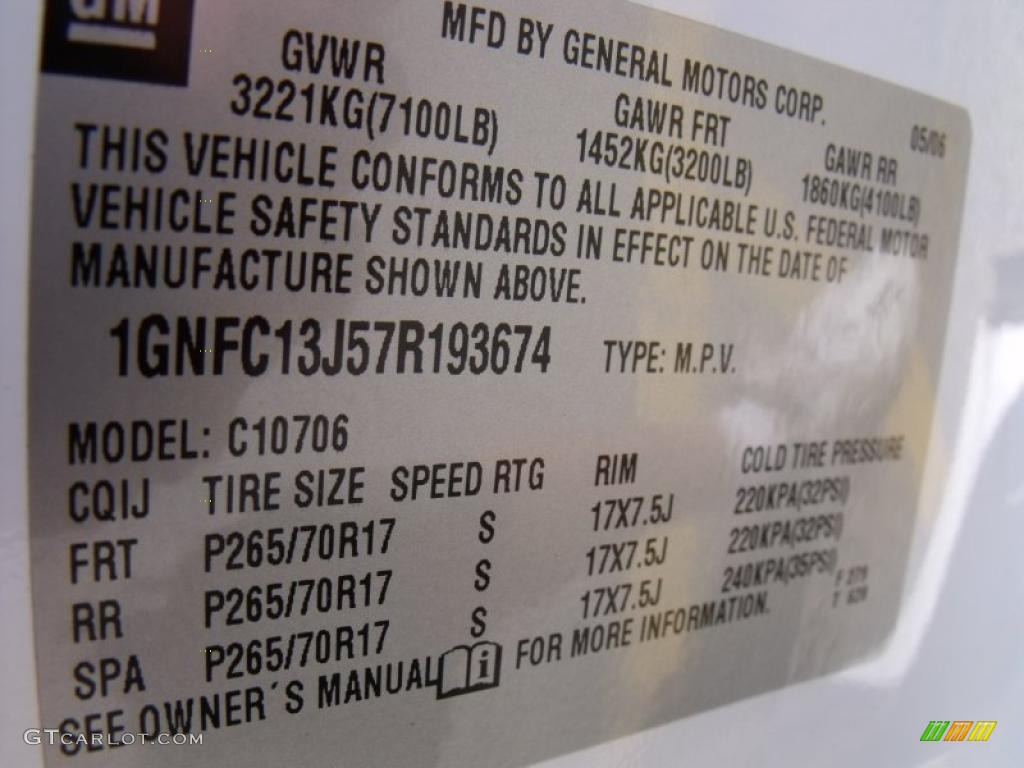 GM
MFD BY GENERAL MOTORS CORP.
05/06
GVWR
GAWR FRT
GAWR RR
3221KG(7100LB)
1452KG(3200LB)
1860KG(4100LB)
THIS VEHICLE CONFORMS TO ALL APPLICABLE U.S. FEDERAL MOTOR
VEHICLE SAFETY STANDARDS IN EFFECT ON THE DATE OF
MANUFACTURE SHOWN ABOVE.
1GNFC13J57R193674 TYPE: M.P.V.
MODEL: C10706
CQIJ TIRE SIZE SPEED RTG RIM COLD TIRE PRESSURE
FRT P265/70R17 S 17X7.5J 220KPA(32PSI)
RR P265/70R17 S 17X7.5J 220KPA(32PSI)
SPA P265/70R17 S 17X7.5J 240KPA(35PSI)
SEE OWNER´S MANUAL FOR MORE INFORMATION.
GTCarLot.com